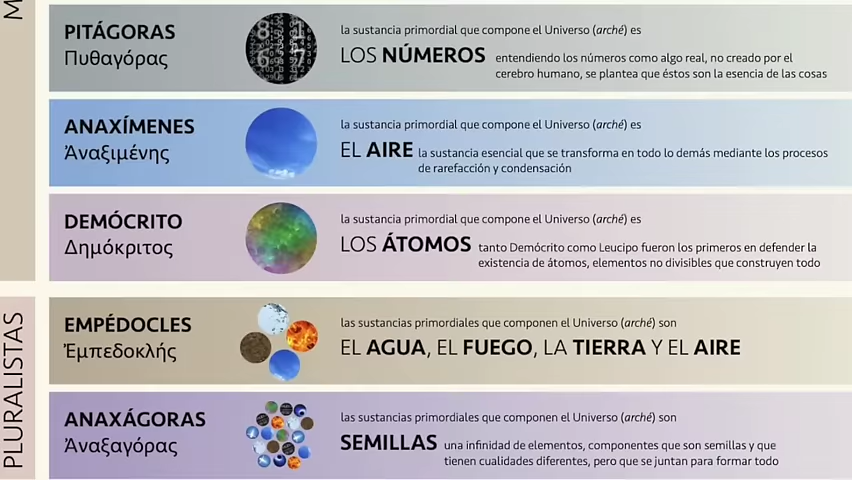 M
PITÁGORAS
Πυθαγόρας
la sustancia primordial que compone el Universo (arché) es
LOS NÚMEROS entendiendo los números como algo real, no creado por el
cerebro humano, se plantea que éstos son la esencia de las cosas
ANAXÍMENES
Ἀναξιμένης
la sustancia primordial que compone el Universo (arché) es
EL AIRE la sustancia esencial que se transforma en todo lo demás mediante los procesos
de rarefacción y condensación
DEMÓCRITO
Δημόκριτος
la sustancia primordial que compone el Universo (arché) es
LOS ÁTOMOS tanto Demócrito como Leucipo fueron los primeros en defender la
existencia de átomos, elementos no divisibles que construyen todo
PLURALISTAS
EMPÉDOCLES
Ἐμπεδοκλής
las sustancias primordiales que componen el Universo (arché) son
EL AGUA, EL FUEGO, LA TIERRA Y EL AIRE
ANAXÁGORAS
Ἀναξαγόρας
las sustancias primordiales que componen el Universo (arché) son
SEMILLAS una infinidad de elementos, componentes que son semillas y que
tienen cualidades diferentes, pero que se juntan para formar todo